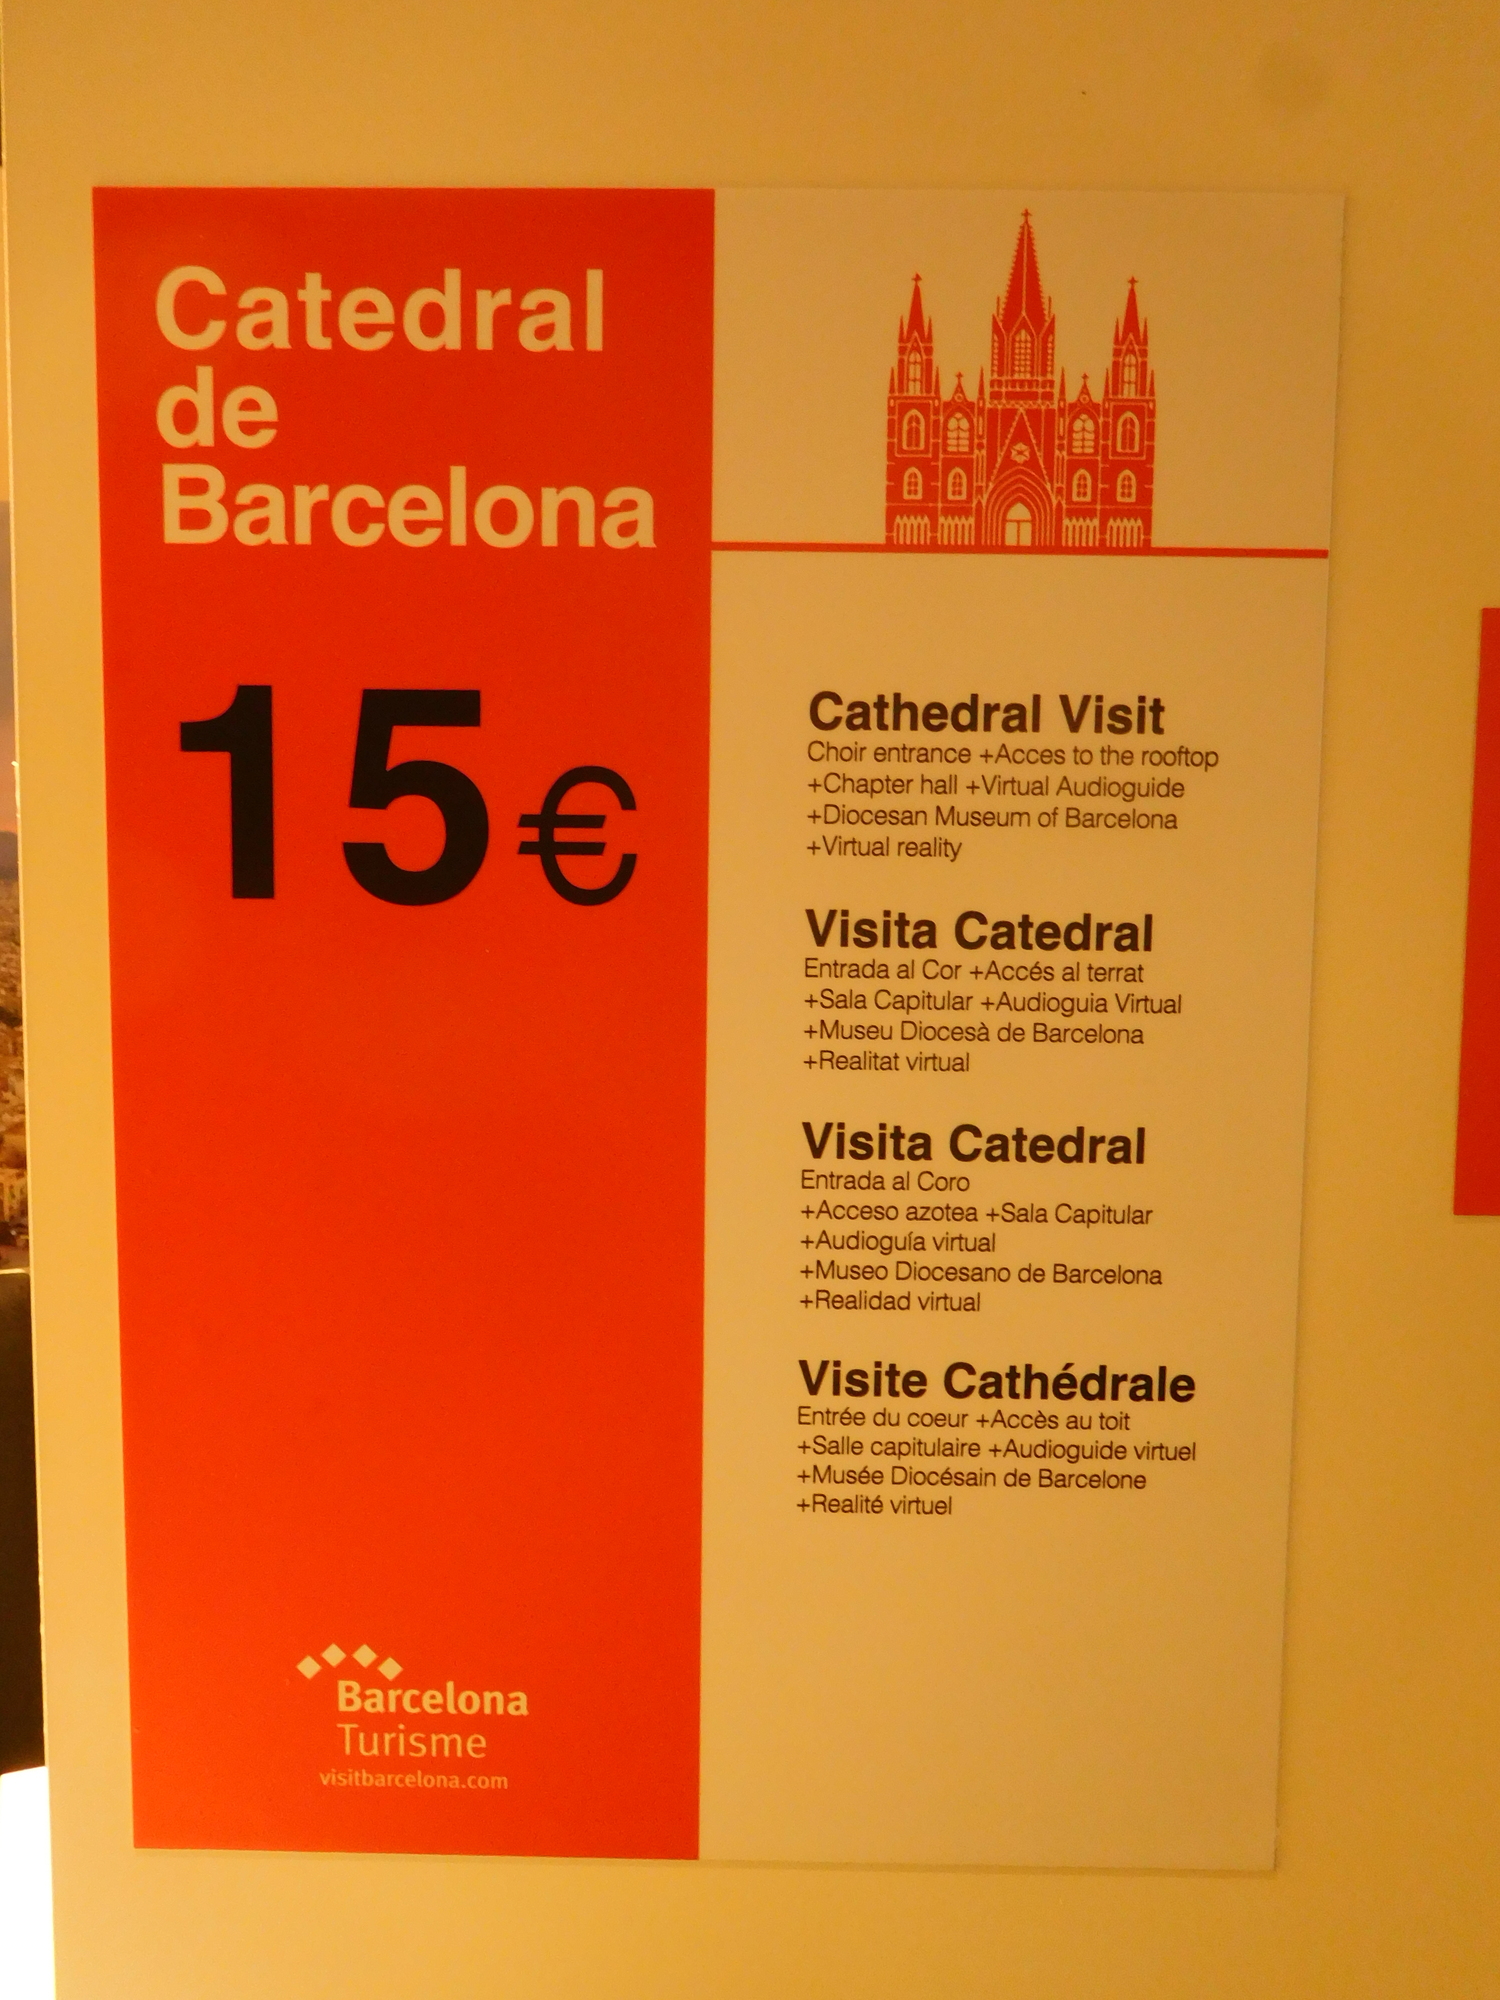 Catedral
de
Barcelona
15€
Cathedral Visit
Choir entrance +Acces to the rooftop
+Chapter hall +Virtual Audioguide
+Diocesan Museum of Barcelona
+Virtual reality
Visita Catedral
Entrada al Cor +Accés al terrat
+Sala Capitular +Audioguia Virtual
+Museu Diocesà de Barcelona
+Realitat virtual
Visita Catedral
Entrada al Coro
+Acceso azotea +Sala Capitular
+Audioguía virtual
+Museo Diocesano de Barcelona
+Realidad virtual
Visite Cathédrale
Entrée du coeur +Accès au toit
+Salle capitulaire +Audioguide virtuel
+Musée Diocésain de Barcelone
+Realité virtuel
Barcelona
Turisme
visitbarcelona.com